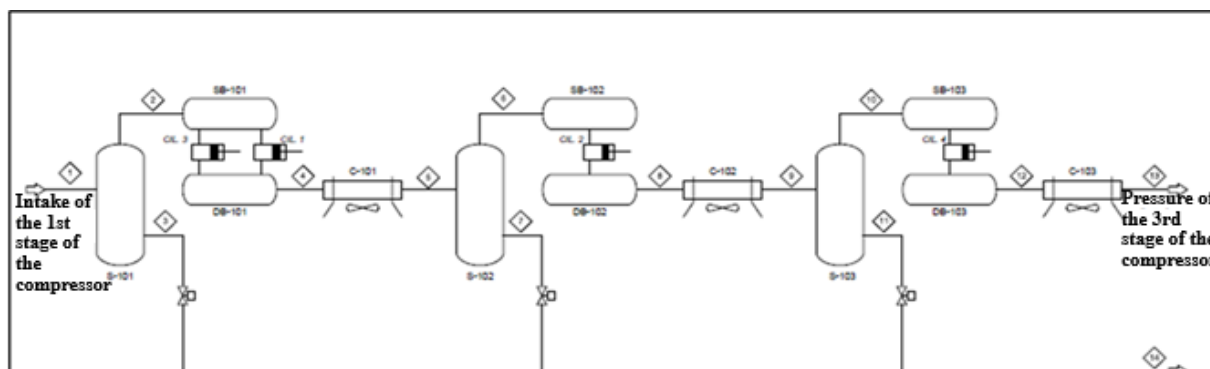 SB-101
SB-102
SB-103
2
6
10
CIL. 3
CIL. 1
CIL. 2
CIL. 4
1
4
C-101
5
8
C-102
9
12
C-103
13
Intake of
the 1st
stage of
the
compressor
3
DB-101
7
DB-102
11
DB-103
Pressure of
the 3rd
stage of the
compressor
S-101
S-102
S-103
14